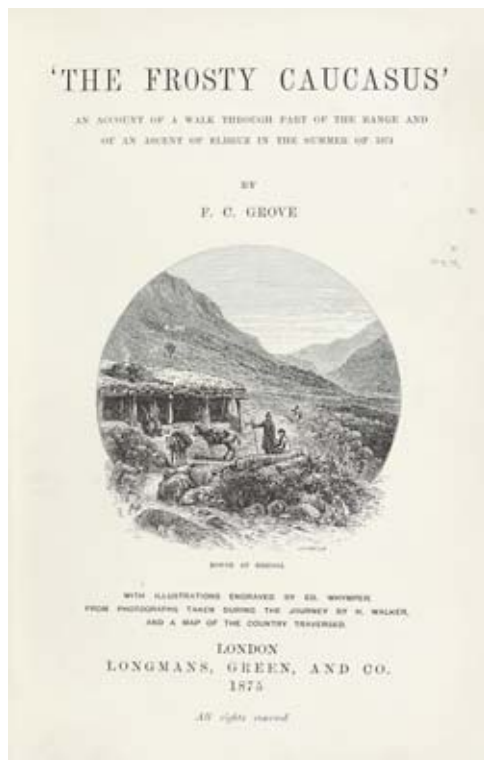 'THE FROSTY CAUCASUS'
AN ACCOUNT OF A WALK THROUGH PART OF THE RANGE AND
OF AN ASCENT OF ELBRUZ IN THE SUMMER OF 1874
BY
F. C. GROVE
HOUSE AT
WITH ILLUSTRATIONS ENGRAVED BY ED. WHYMPER
FROM PHOTOGRAPHS TAKEN DURING THE JOURNEY BY H. WALKER,
AND A MAP OF THE COUNTRY TRAVERSED
LONDON
LONGMANS, GREEN, AND CO.
1875
All rights reserved